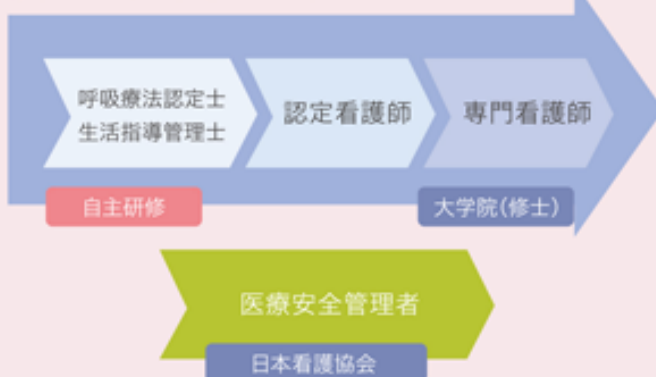 呼吸療法認定士
生活指導管理士
認定看護師
専門看護師
自主研修
大学院(修士)
医療安全管理者
日本看護協会